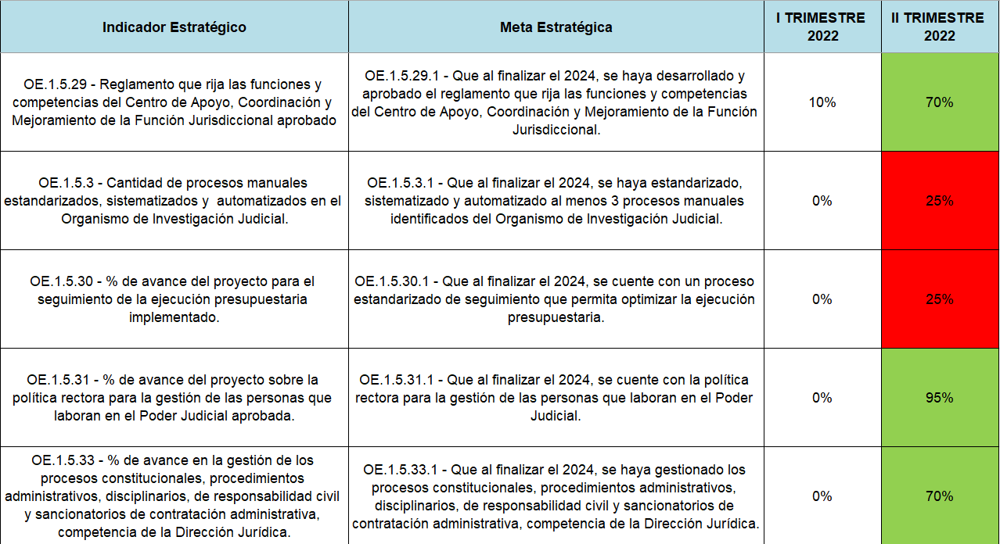 Indicador Estratégico
Meta Estratégica
I TRIMESTRE
2022
II TRIMESTRE
2022
OE.1.5.29 - Reglamento que rija las funciones y
competencias del Centro de Apoyo, Coordinación y
Mejoramiento de la Función Jurisdiccional aprobado
OE.1.5.29.1 - Que al finalizar el 2024, se haya desarrollado y
aprobado el reglamento que rija las funciones y competencias
del Centro de Apoyo, Coordinación y Mejoramiento de la Función
Jurisdiccional.
10%
70%
OE.1.5.3 - Cantidad de procesos manuales
estandarizados, sistematizados y  automatizados en el
Organismo de Investigación Judicial.
OE.1.5.3.1 - Que al finalizar el 2024, se haya estandarizado,
sistematizado y automatizado al menos 3 procesos manuales
identificados del Organismo de Investigación Judicial.
0%
25%
OE.1.5.30 - % de avance del proyecto para el
seguimiento de la ejecución presupuestaria
implementado.
OE.1.5.30.1 - Que al finalizar el 2024, se cuente con un proceso
estandarizado de seguimiento que permita optimizar la ejecución
presupuestaria.
0%
25%
OE.1.5.31 - % de avance del proyecto sobre la
política rectora para la gestión de las personas que
laboran en el Poder Judicial aprobada.
OE.1.5.31.1 - Que al finalizar el 2024, se cuente con la política
rectora para la gestión de las personas que laboran en el Poder
Judicial.
0%
95%
OE.1.5.33 - % de avance en la gestión de los
procesos constitucionales, procedimientos
administrativos, disciplinarios, de responsabilidad civil
y sancionatorios de contratación administrativa,
competencia de la Dirección Jurídica.
OE.1.5.33.1 - Que al finalizar el 2024, se haya gestionado los
procesos constitucionales, procedimientos administrativos,
disciplinarios, de responsabilidad civil y sancionatorios de
contratación administrativa, competencia de la Dirección Jurídica.
0%
70%